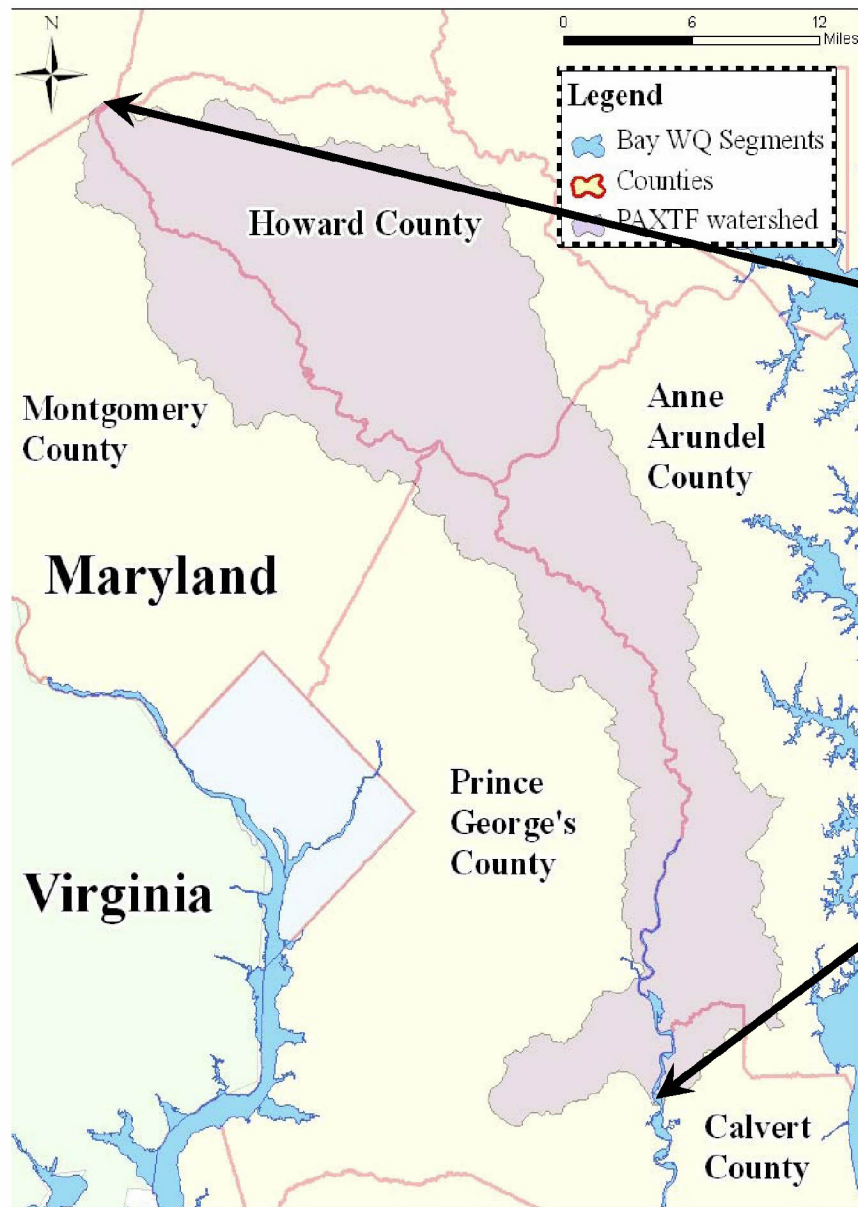 N
0 6 12
Miles
Legend
Bay WQ Segments
Counties
PAXTF watershed
Howard County
Montgomery
County
Anne
Arundel
County
Maryland
Prince
George's
County
Virginia
Calvert
County